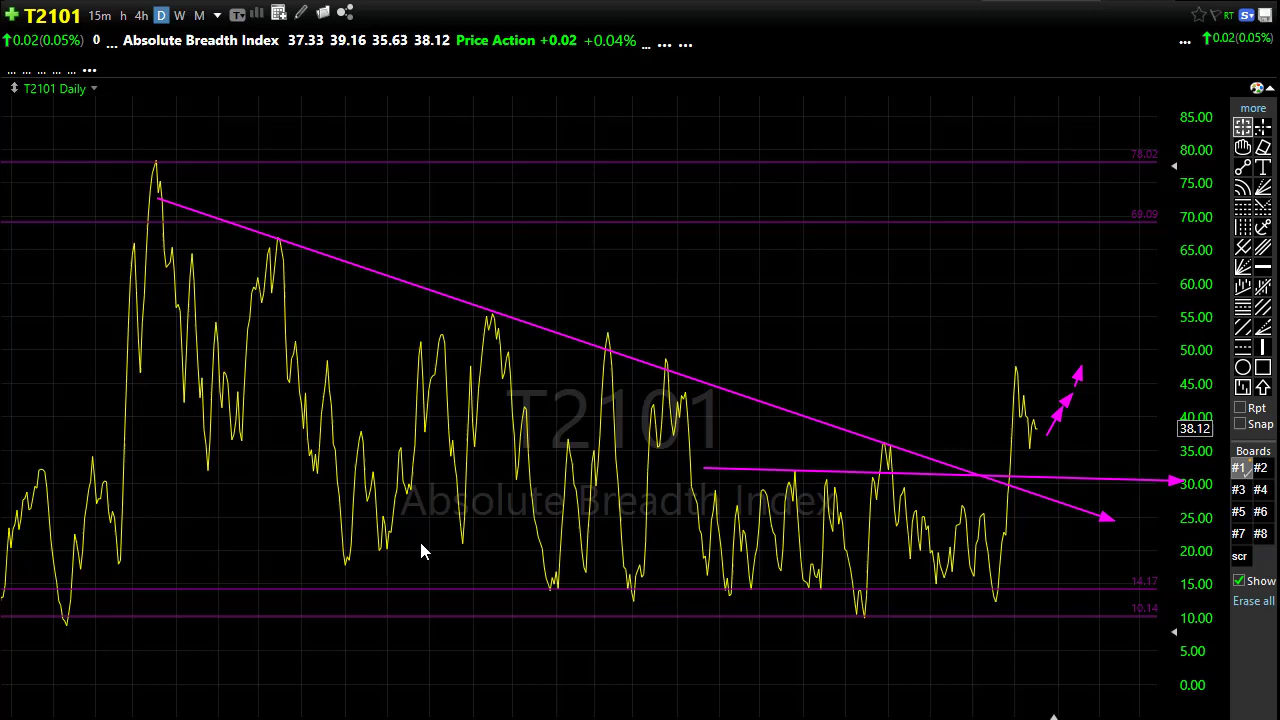 T2101 15m h 4h D W M T RT S
0.02(0.05%) 0 ... Absolute Breadth Index 37.33 39.16 35.63 38.12 Price Action +0.02 +0.04% ... ... ... ... 0.02(0.05%)
... ... ... ... ... ...
T2101 Daily
more
85.00
80.00
78.02
75.00
70.00
69.09
65.00
60.00
55.00
50.00
45.00
40.00
Rpt
Snap
38.12
35.00
T2101
Absolute Breadth Index
30.00
25.00
20.00
15.00
14.17
10.14
10.00
5.00
0.00
Boards
#1 #2
#3 #4
#5 #6
#7 #8
scr
Show
Erase all